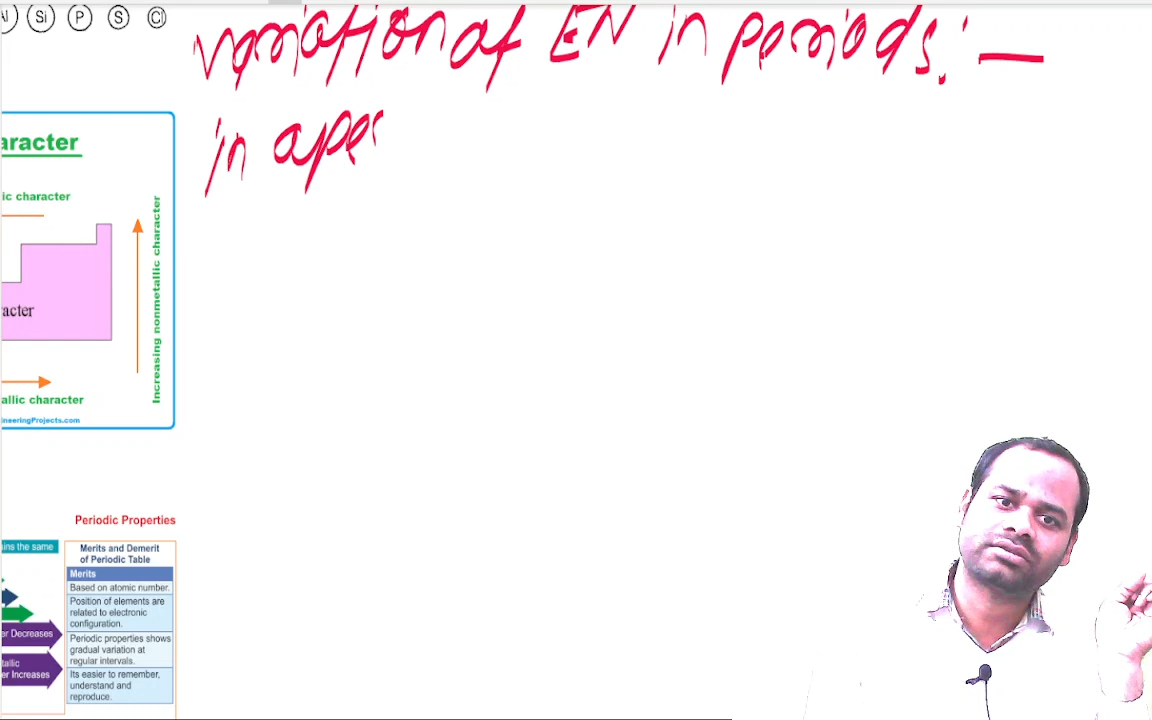 Si P S Cl
variation of EN in periods:—
in a per
aracter
ic character
Increasing nonmetallic character
acter
allic character
ineeringProjects.com
Periodic Properties
ins the same
Merits and Demerit
of Periodic Table
Merits
Based on atomic number.
Position of elements are
related to electronic
configuration.
Periodic properties shows
gradual variation at
regular intervals.
Its easier to remember,
understand and
reproduce.
er Decreases
tallic
er Increases